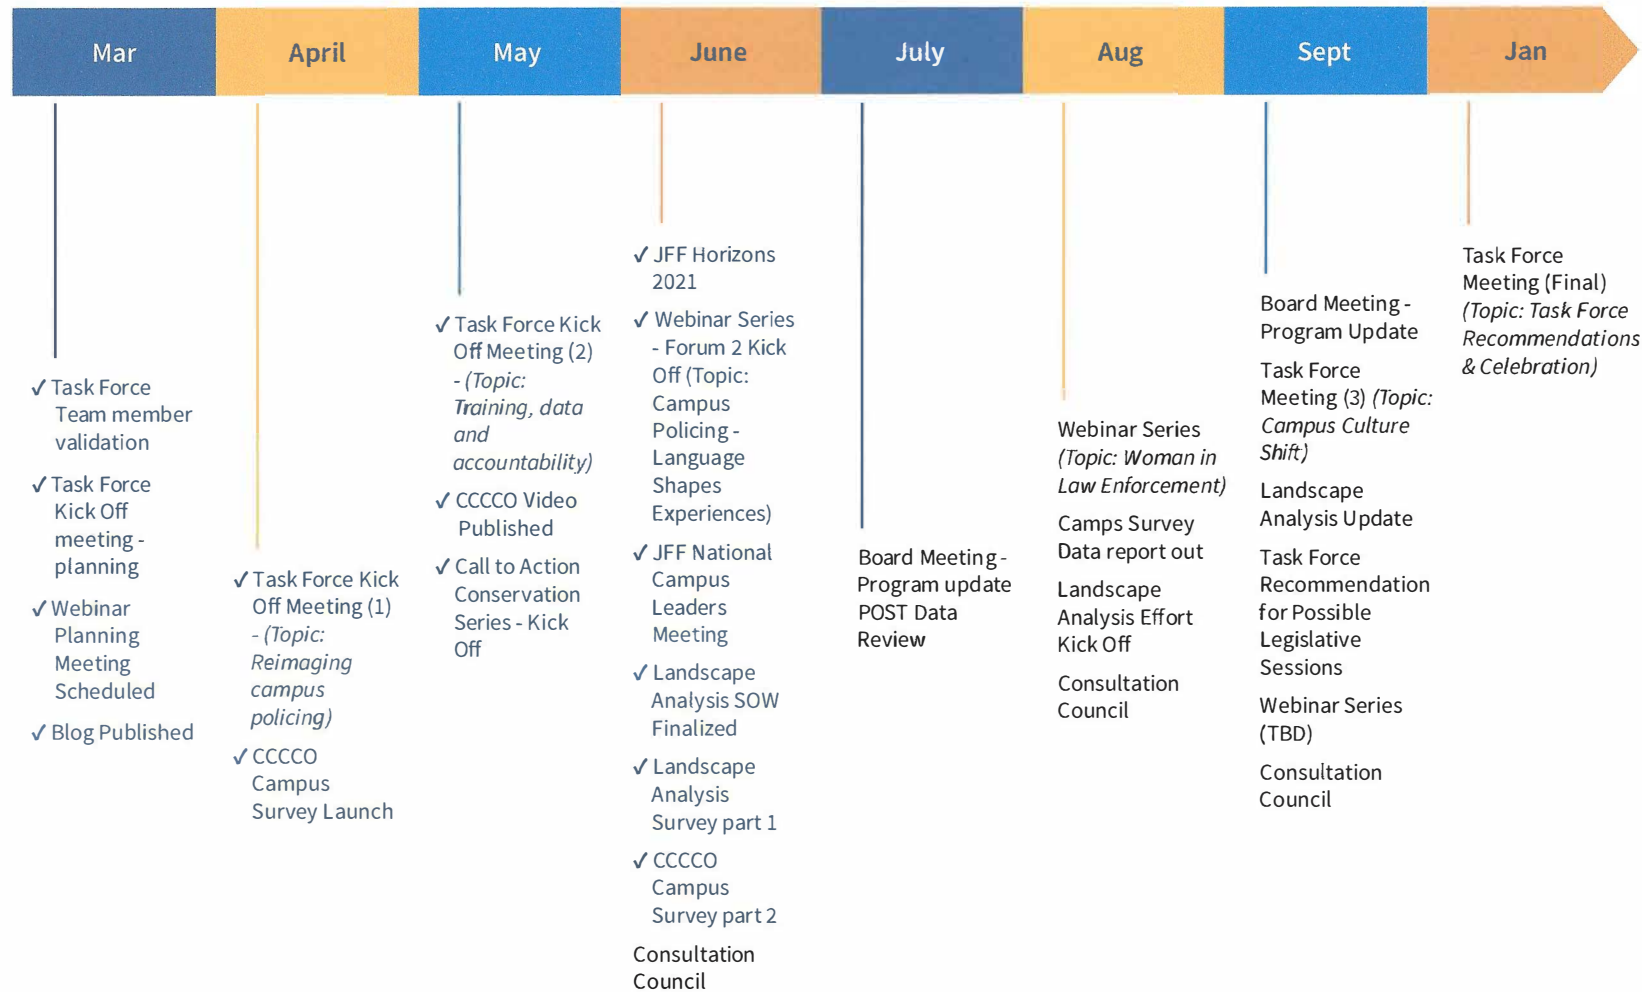 Mar
April
May
June
July
Aug
Sept
Jan
✓ Task Force
Team member
validation
✓ Task Force
Kick Off
meeting -
planning
✓ Webinar
Planning
Meeting
Scheduled
✓ Blog Published
✓ Task Force Kick
Off Meeting (1)
- (Topic:
Reimaging
campus
policing)
✓ CCCCO
Campus
Survey Launch
✓ Task Force Kick
Off Meeting (2)
- (Topic:
Training, data
and
accountability)
✓ CCCCO Video
Published
✓ Call to Action
Conservation
Series - Kick
Off
✓ JFF Horizons
2021
✓ Webinar Series
- Forum 2 Kick
Off (Topic:
Campus
Policing -
Language
Shapes
Experiences)
✓ JFF National
Campus
Leaders
Meeting
✓ Landscape
Analysis SOW
Finalized
✓ Landscape
Analysis
Survey part 1
✓ CCCCO
Campus
Survey part 2
Consultation
Council
Board Meeting -
Program update
POST Data
Review
Webinar Series
(Topic: Woman in
Law Enforcement)
Camps Survey
Data report out
Landscape
Analysis Effort
Kick Off
Consultation
Council
Board Meeting -
Program Update
Task Force
Meeting (3) (Topic:
Campus Culture
Shift)
Landscape
Analysis Update
Task Force
Recommendation
for Possible
Legislative
Sessions
Webinar Series
(TBD)
Consultation
Council
Task Force
Meeting (Final)
(Topic: Task Force
Recommendations
& Celebration)